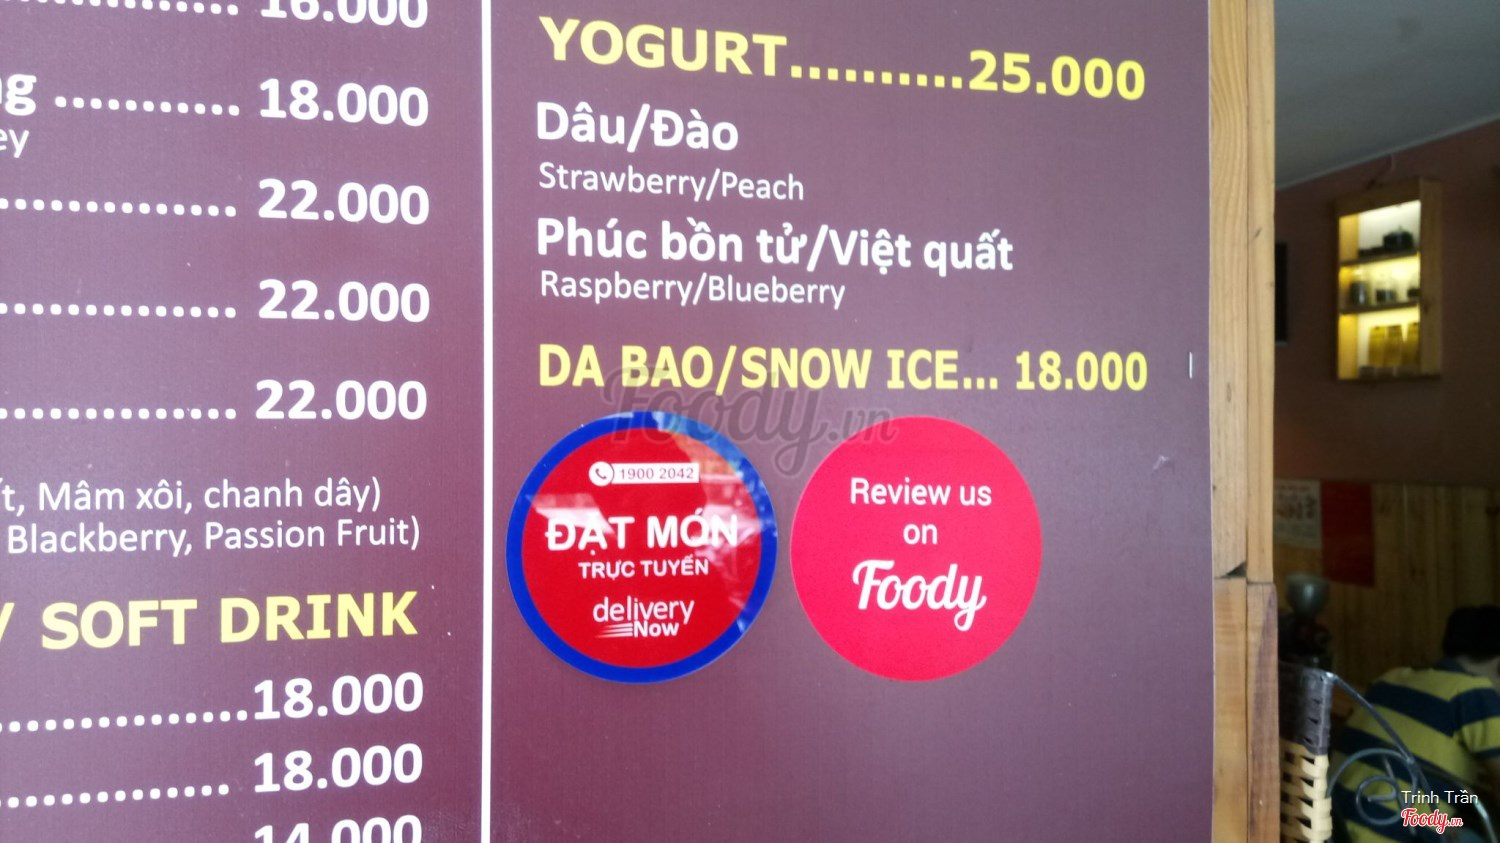 16.000
ng ............ 18.000
ey
.............. 22.000
.............. 22.000
.............. 22.000
t, Mâm xôi, chanh dây)
Blackberry, Passion Fruit)
/ SOFT DRINK
...............18.000
.............. 18.000
14.000
YOGURT..........25.000
Dâu/Đào
Strawberry/Peach
Phúc bồn tử/Việt quất
Raspberry/Blueberry
DA BAO/SNOW ICE... 18.000
Foody.vn
1900 2042
ĐẶT MÓN
TRỰC TUYẾN
delivery
Now
Review us
on
Foody
Trinh Trần
Foody.vn